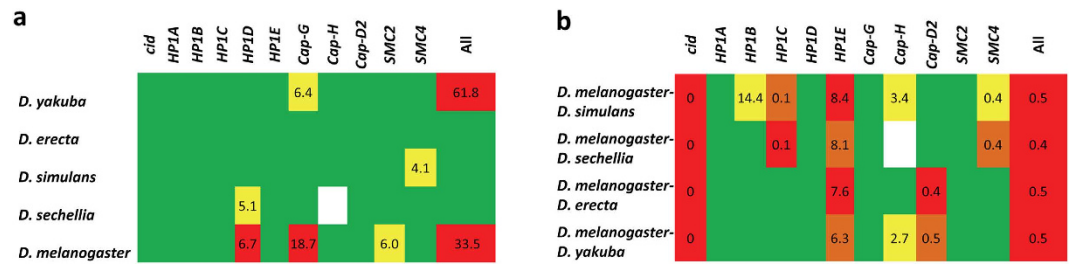 a
cid HP1A HP1B HP1C HP1D HP1E Cap-G Cap-H Cap-D2 SMC2 SMC4 All
D. yakuba 6.4 61.8
D. erecta
D. simulans 4.1
D. sechellia 5.1
D. melanogaster 6.7 18.7 6.0 33.5
b
cid HP1A HP1B HP1C HP1D HP1E Cap-G Cap-H Cap-D2 SMC2 SMC4 All
D. melanogaster-
D. simulans 0 14.4 0.1 8.4 3.4 0.4 0.5
D. melanogaster-
D. sechellia 0 0.1 8.1 0.4 0.4
D. melanogaster-
D. erecta 0 7.6 0.4 0.5
D. melanogaster-
D. yakuba 0 6.3 2.7 0.5 0.5